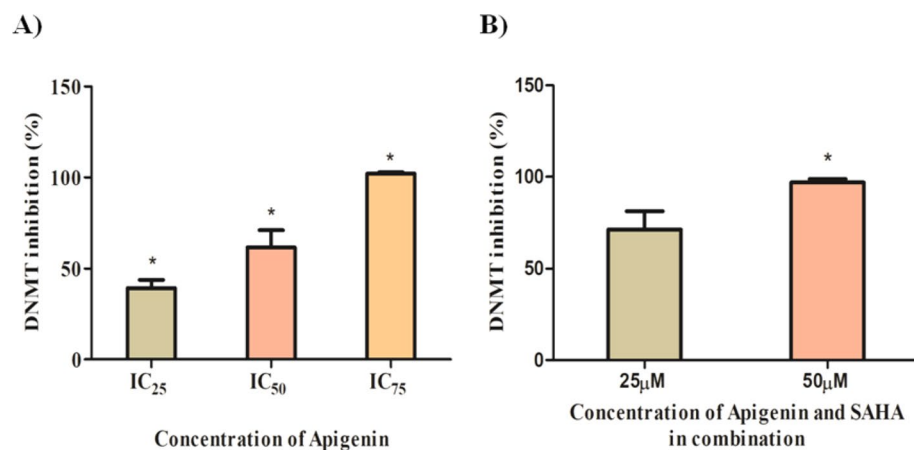 A)
DNMT inhibition (%)
150
100
50
0
*
*
*
IC25
IC50
IC75
Concentration of Apigenin
B)
DNMT inhibition (%)
150
100
50
0
*
25μM
50μM
Concentration of Apigenin and SAHA
in combination